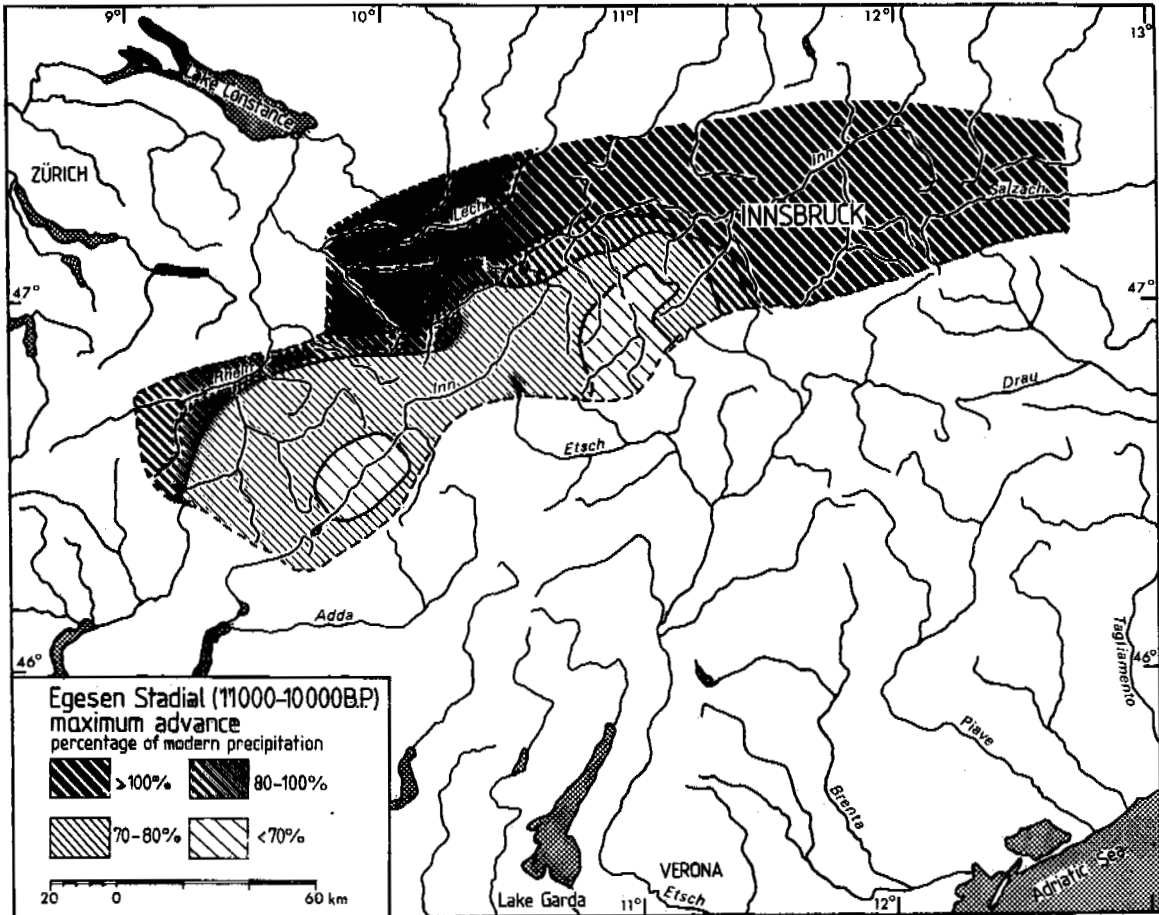 9°
10°
11°
12°
13°
Lake Constance
ZÜRICH
Inn
Lech
Salzach
INNSBRUCK
47°
47°
Rhein
Inn
Drau
Etsch
Adda
46°
46°
Tagliamento
Piave
Brenta
Egesen Stadial (11000-10000B.P.)
maximum advance
percentage of modern precipitation
≥100%
80-100%
70-80%
<70%
20 0 60 km
VERONA
Etsch
Lake Garda
11°
12°
Adriatic Sea